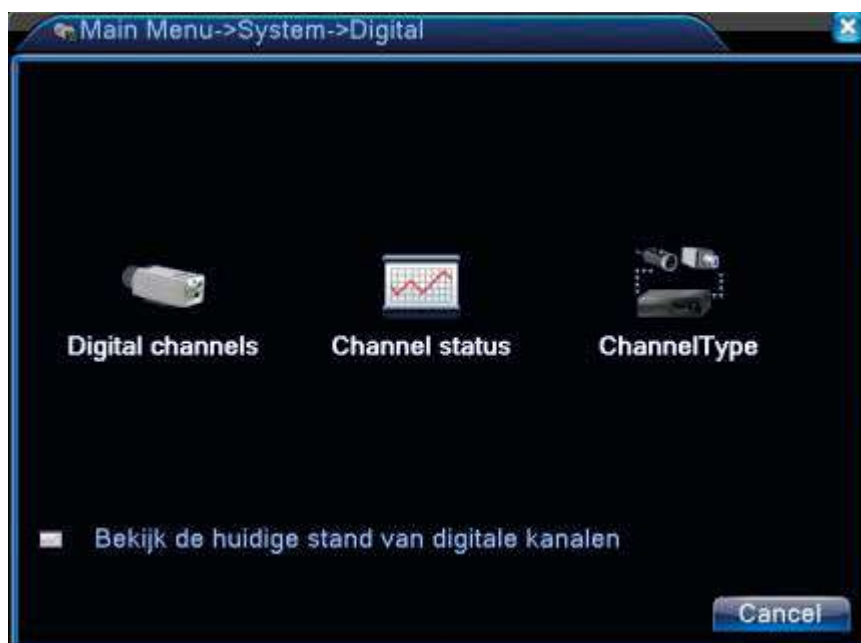 Main Menu->System->Digital
Digital channels
Channel status
ChannelType
Bekijk de huidige stand van digitale kanalen
Cancel